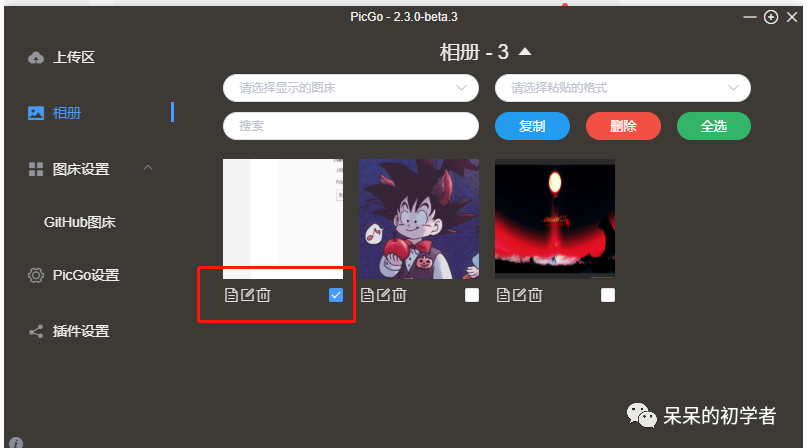 PicGo - 2.3.0-beta.3
上传区
相册
图床设置
GitHub图床
PicGo设置
插件设置
相册 - 3
请选择显示的图床
请选择粘贴的格式
搜索
复制
删除
全选
呆呆的初学者